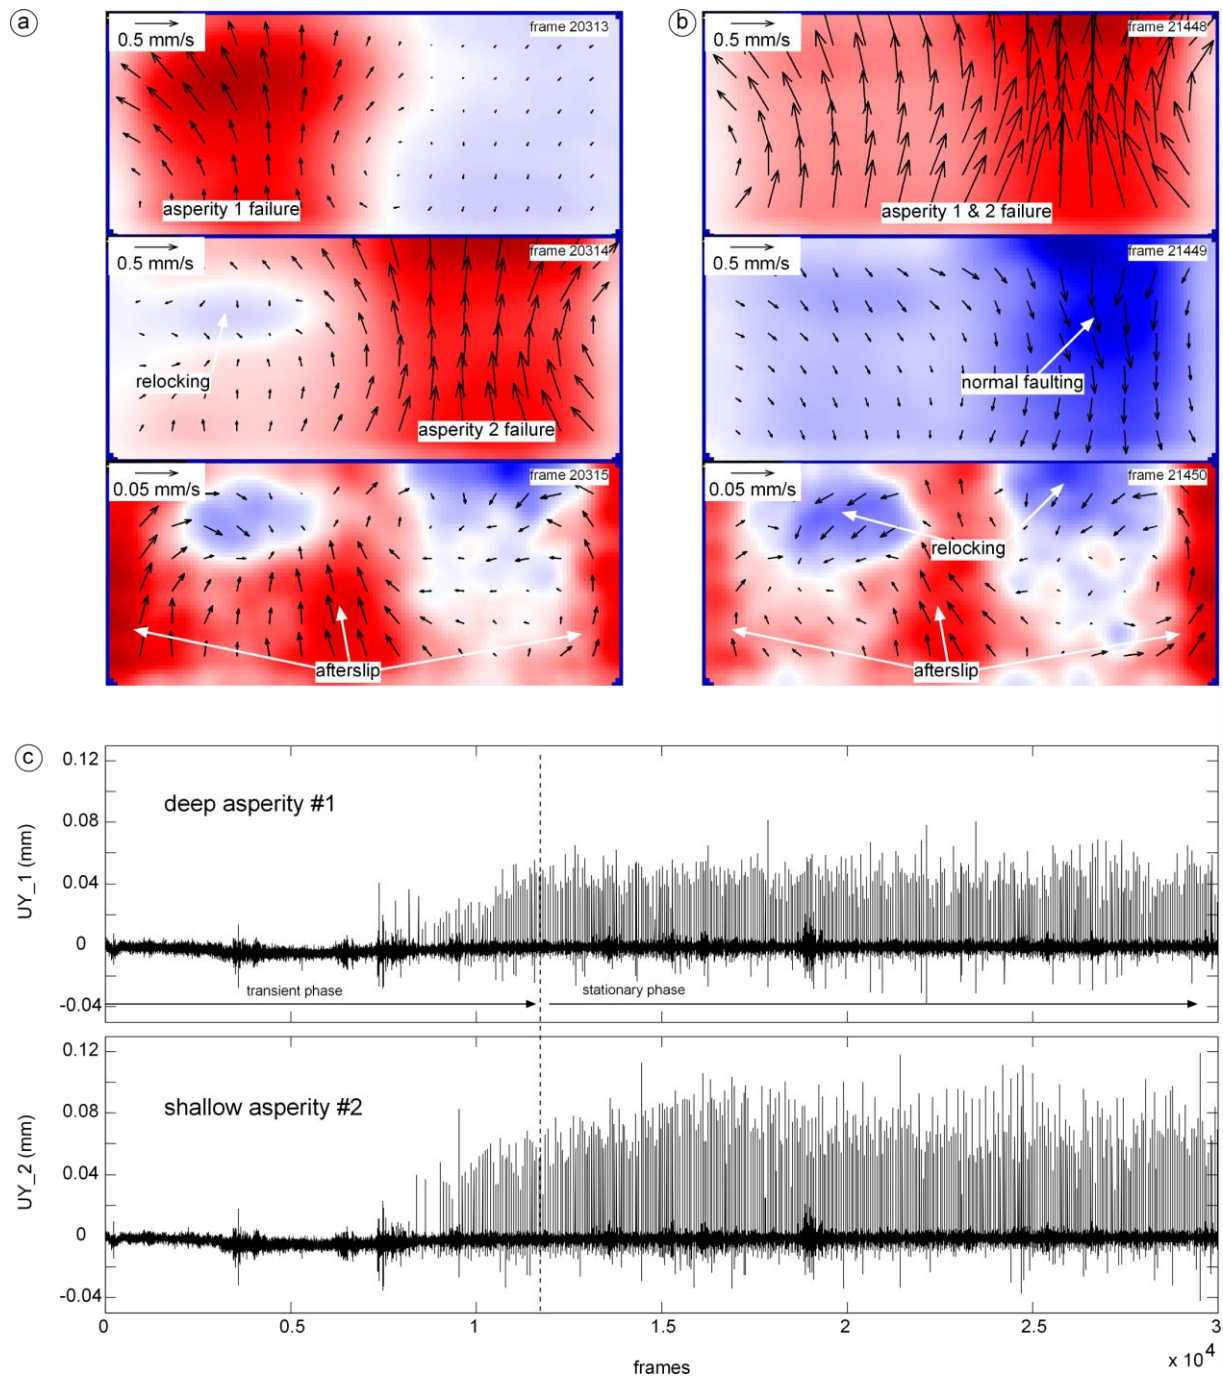 a
0.5 mm/s
frame 20313
asperity 1 failure
0.5 mm/s
frame 20314
relocking
asperity 2 failure
0.05 mm/s
frame 20315
afterslip
b
0.5 mm/s
frame 21448
asperity 1 & 2 failure
0.5 mm/s
frame 21449
normal faulting
0.05 mm/s
frame 21450
relocking
afterslip
c
0.12
0.08
0.04
0
-0.04
UY_1 (mm)
deep asperity #1
transient phase
stationary phase
0.12
0.08
0.04
0
-0.04
UY_2 (mm)
shallow asperity #2
0 0.5 1 1.5 2 2.5 3
x 10⁴
frames